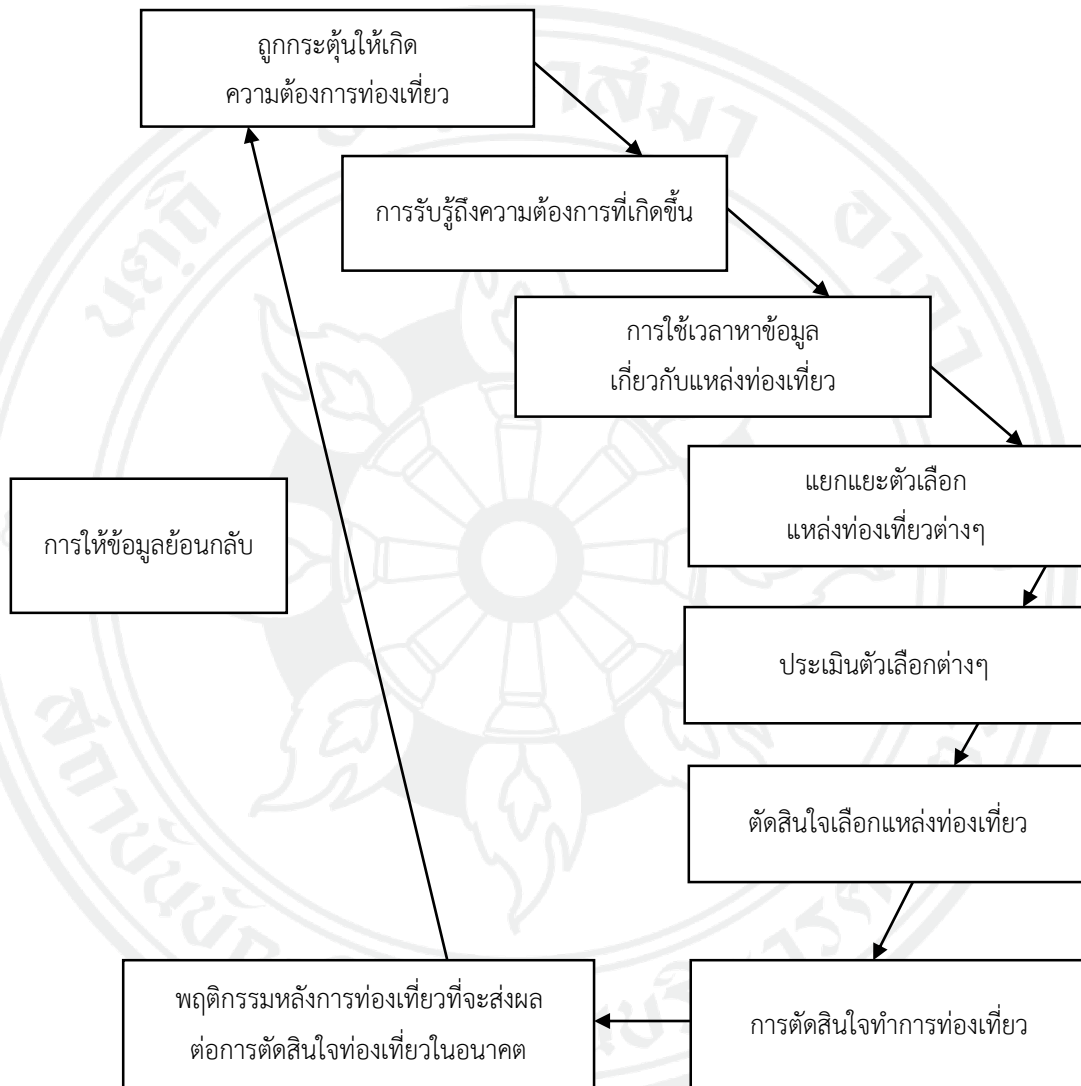 ถูกกระตุ้นให้เกิด
ความต้องการท่องเที่ยว
การรับรู้ถึงความต้องการที่เกิดขึ้น
การใช้เวลาหาข้อมูล
เกี่ยวกับแหล่งท่องเที่ยว
แยกแยะตัวเลือก
แหล่งท่องเที่ยวต่างๆ
การให้ข้อมูลย้อนกลับ
ประเมินตัวเลือกต่างๆ
ตัดสินใจเลือกแหล่งท่องเที่ยว
พฤติกรรมหลังการท่องเที่ยวที่จะส่งผล
ต่อการตัดสินใจท่องเที่ยวในอนาคต
การตัดสินใจทำการท่องเที่ยว